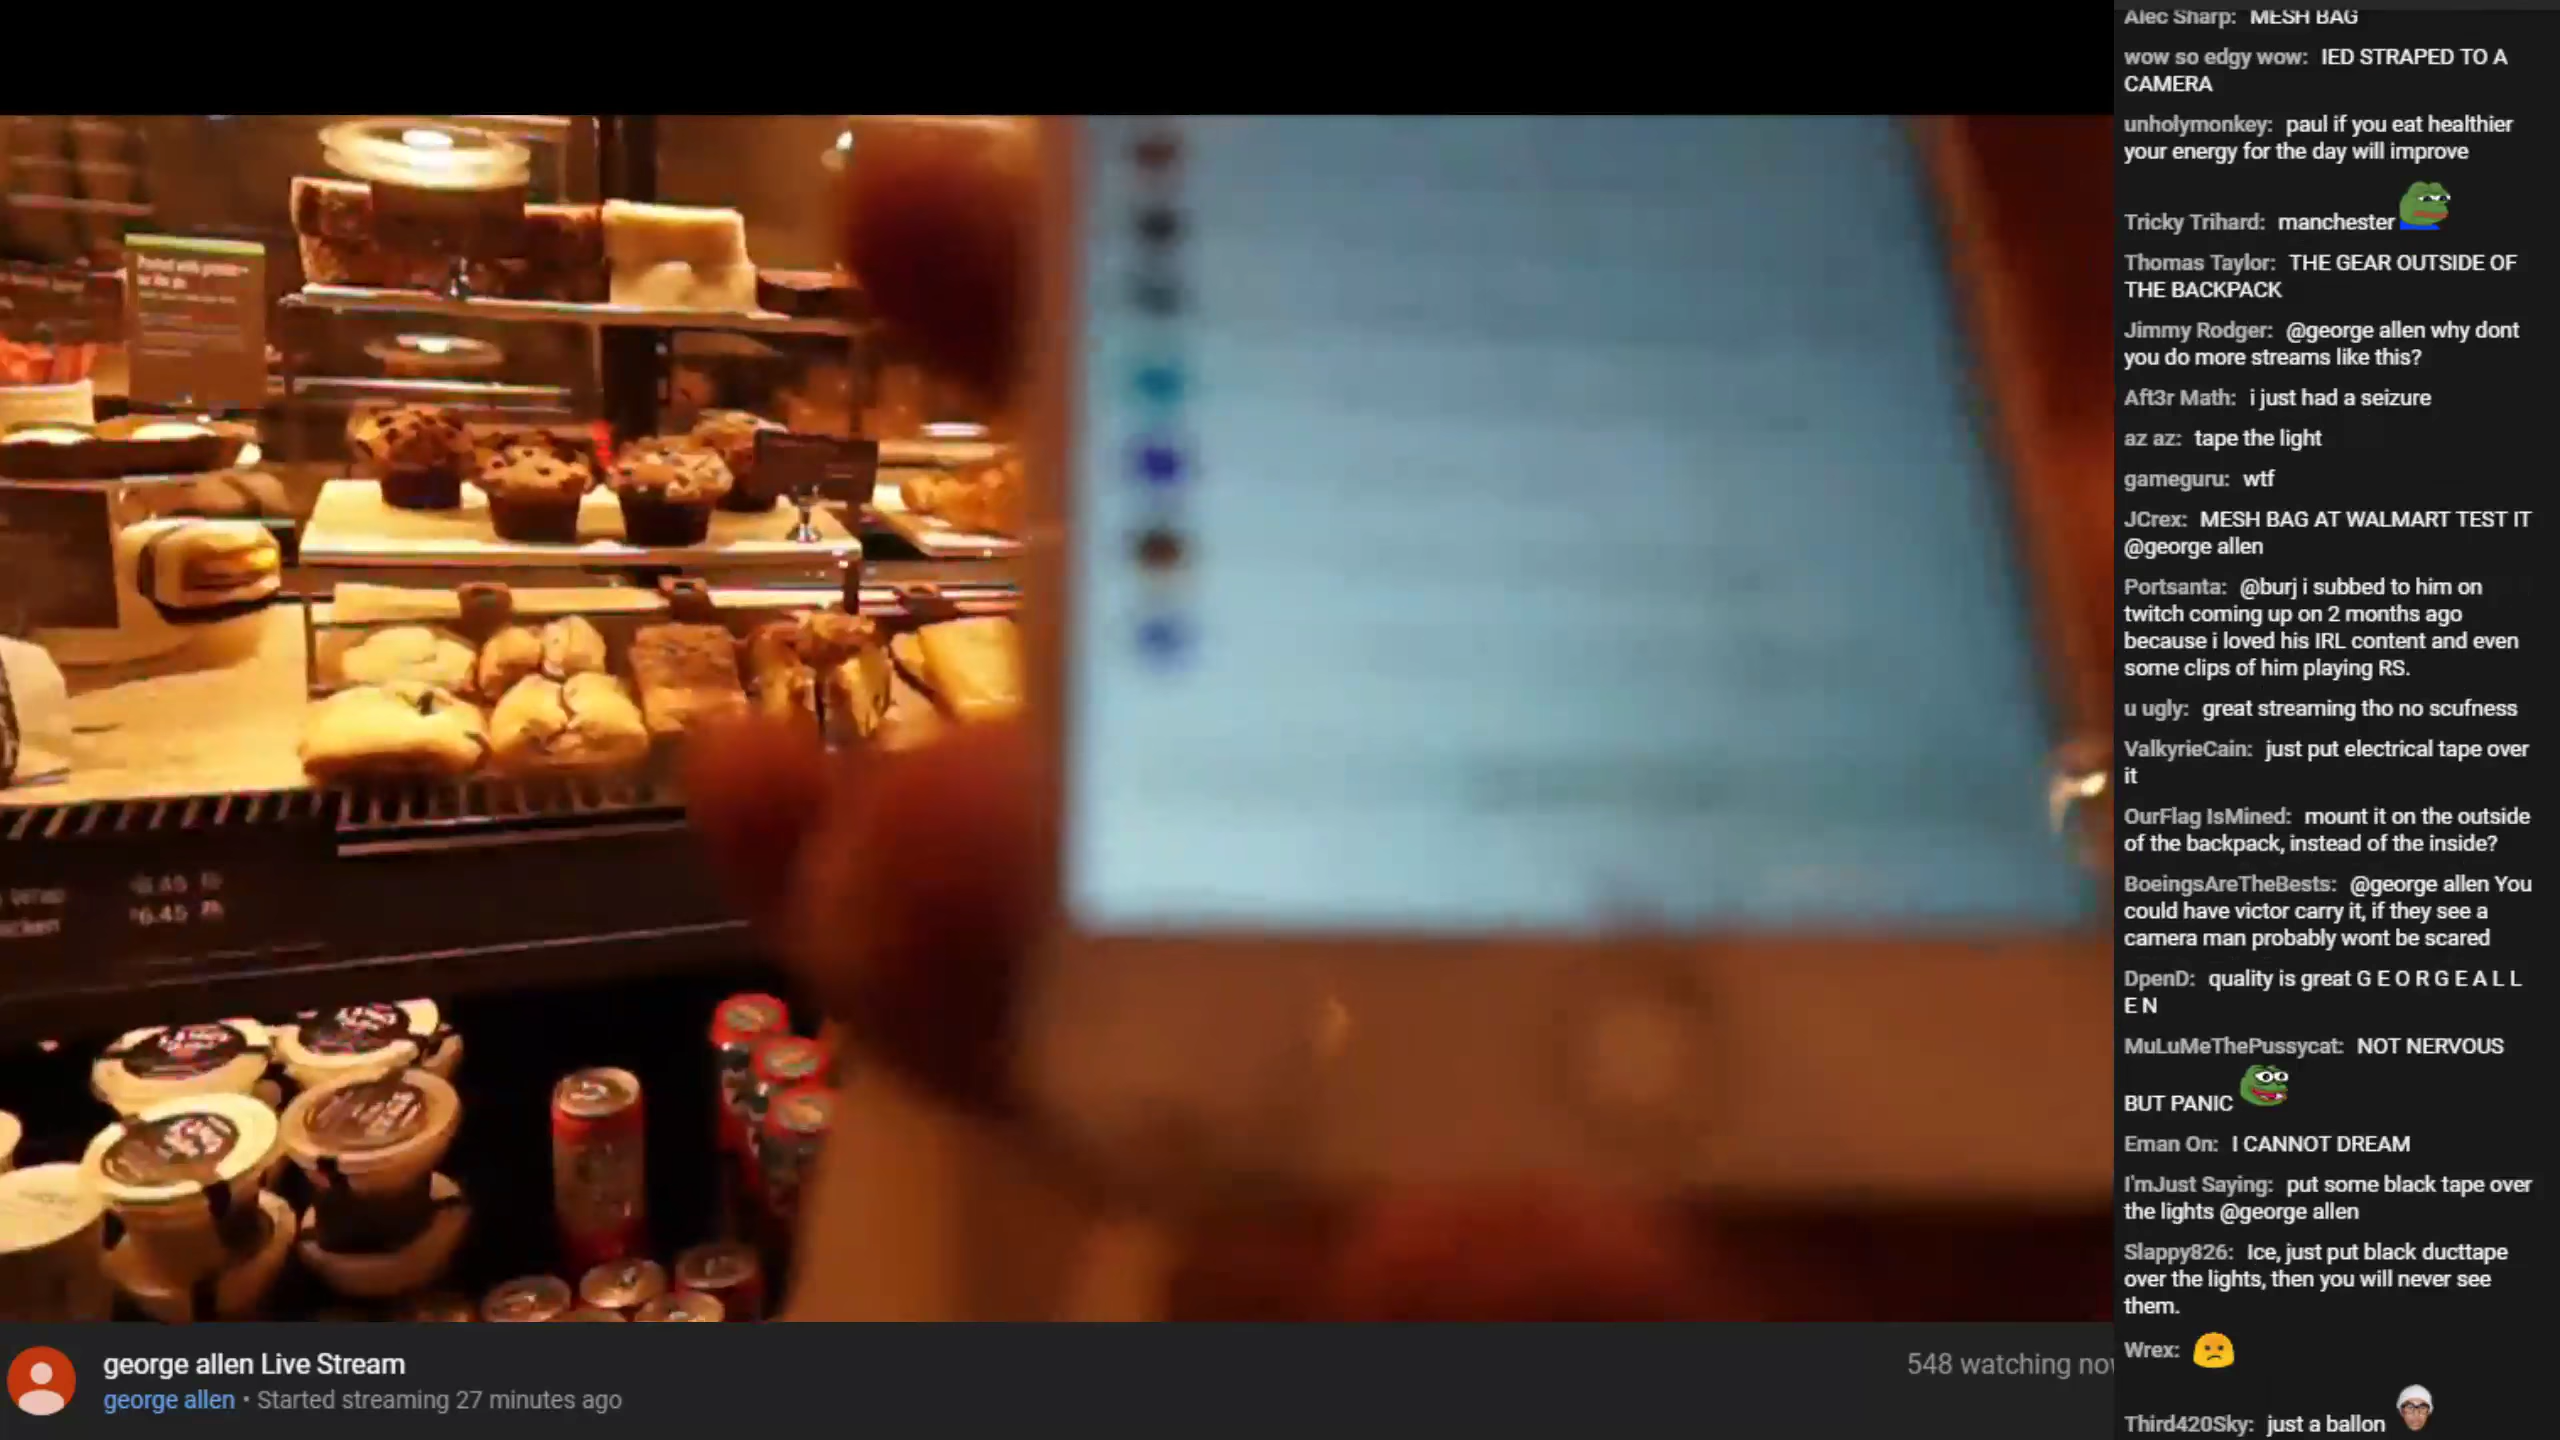 $6.45
george allen Live Stream
george allen • Started streaming 27 minutes ago
548 watching now
Alec Sharp: MESH BAG
wow so edgy wow: IED STRAPED TO A
CAMERA
unholymonkey: paul if you eat healthier
your energy for the day will improve
Tricky Trihard: manchester
Thomas Taylor: THE GEAR OUTSIDE OF
THE BACKPACK
Jimmy Rodger: @george allen why dont
you do more streams like this?
Aft3r Math: i just had a seizure
az az: tape the light
gameguru: wtf
JCrex: MESH BAG AT WALMART TEST IT
@george allen
Portsanta: @burj i subbed to him on
twitch coming up on 2 months ago
because i loved his IRL content and even
some clips of him playing RS.
u ugly: great streaming tho no scufness
ValkyrieCain: just put electrical tape over
it
OurFlag IsMined: mount it on the outside
of the backpack, instead of the inside?
BoeingsAreTheBests: @george allen You
could have victor carry it, if they see a
camera man probably wont be scared
DpenD: quality is great G E O R G E A L L
E N
MuLuMeThePussycat: NOT NERVOUS
BUT PANIC
Eman On: I CANNOT DREAM
I'mJust Saying: put some black tape over
the lights @george allen
Slappy826: Ice, just put black ducttape
over the lights, then you will never see
them.
Wrex:
Third420Sky: just a ballon